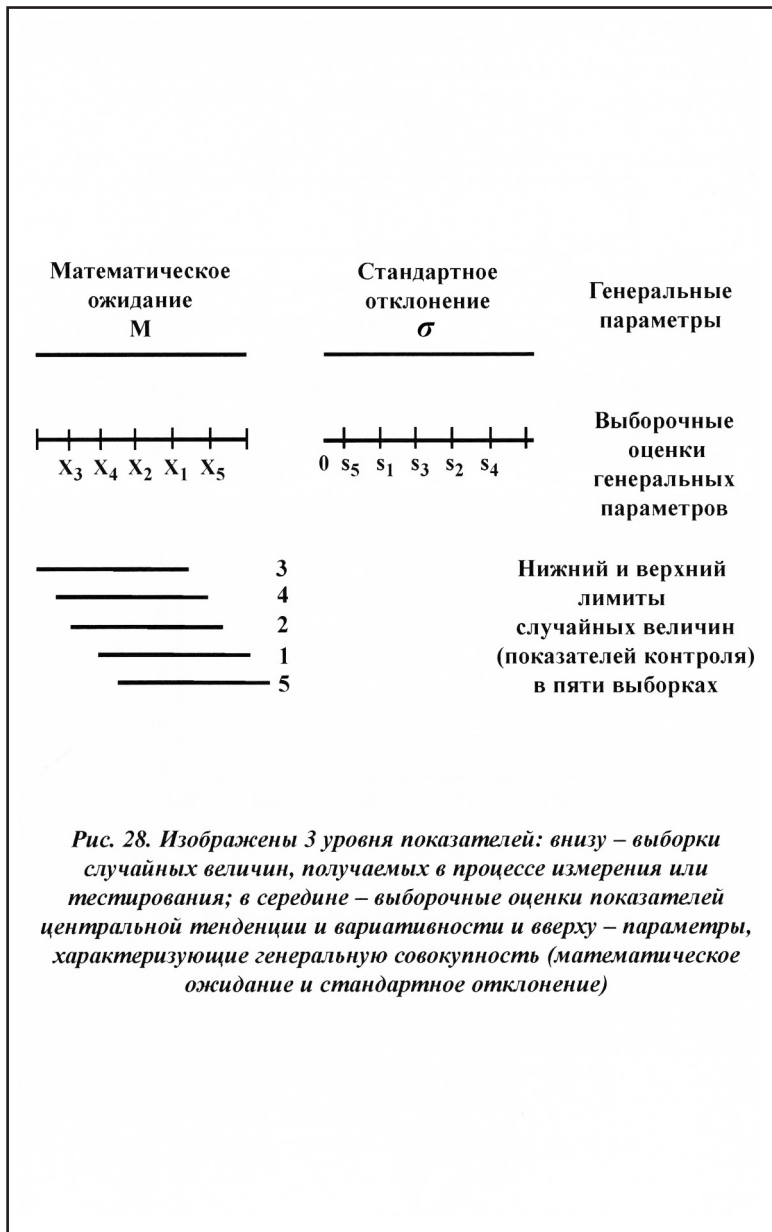 Математическое
ожидание
М
Стандартное
отклонение
σ
Генеральные
параметры
X₃ X₄ X₂ X₁ X₅
0 s₅ s₁ s₃ s₂ s₄
Выборочные
оценки
генеральных
параметров
3
4
2
1
5
Нижний и верхний
лимиты
случайных величин
(показателей контроля)
в пяти выборках
Рис. 28. Изображены 3 уровня показателей: внизу – выборки
случайных величин, получаемых в процессе измерения или
тестирования; в середине – выборочные оценки показателей
центральной тенденции и вариативности и вверху – параметры,
характеризующие генеральную совокупность (математическое
ожидание и стандартное отклонение)